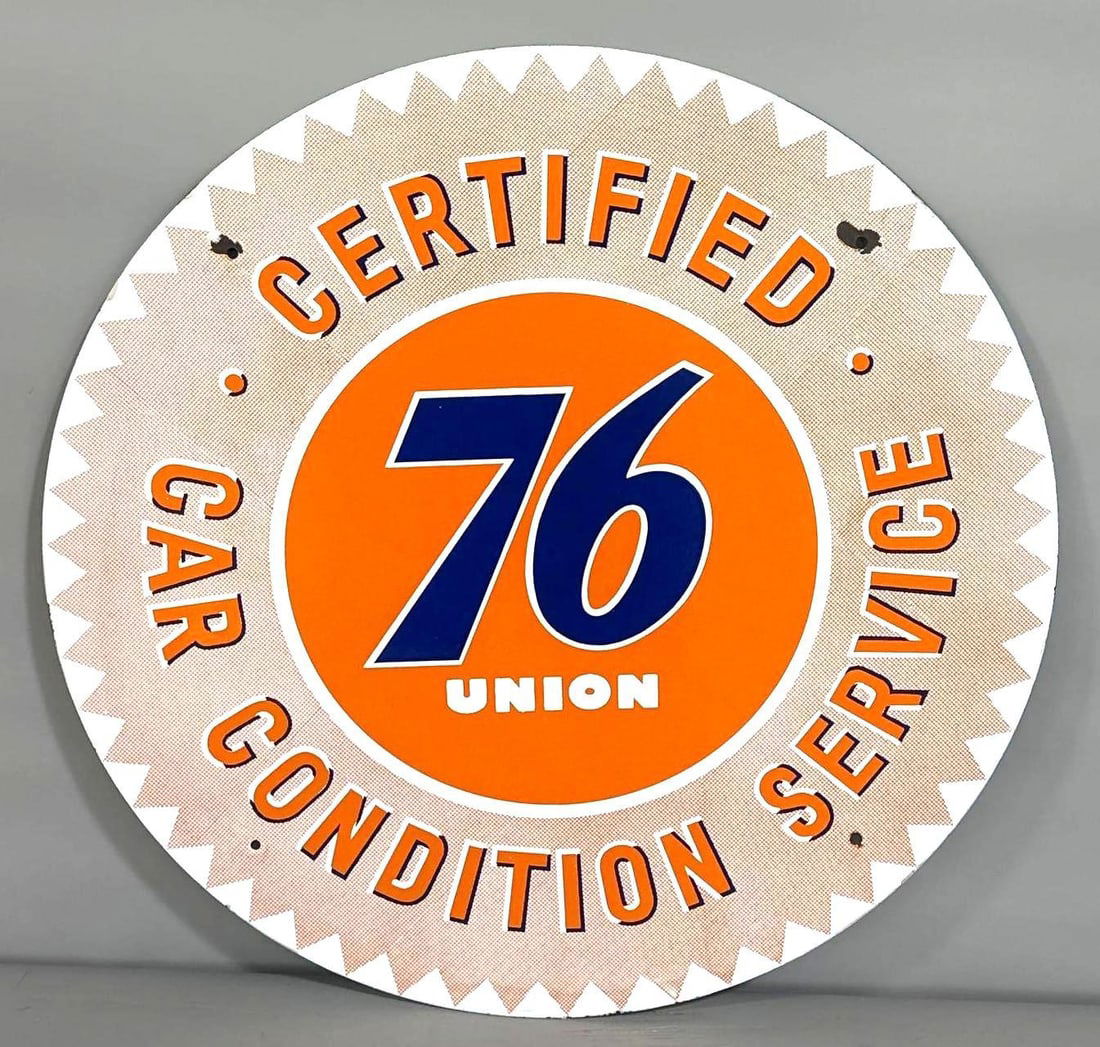 CERTIFIED
76
UNION
• CAR CONDITION SERVICE •